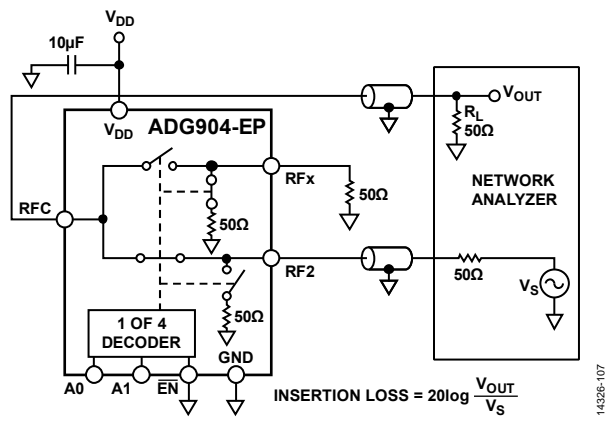 VDD
10µF
VDD
ADG904-EP
RFC
RFx
50Ω
50Ω
RF2
50Ω
1 OF 4
DECODER
GND
A0
A1
EN
VOUT
RL
50Ω
NETWORK
ANALYZER
50Ω
VS
INSERTION LOSS = 20log VOUT
VS
14326-107